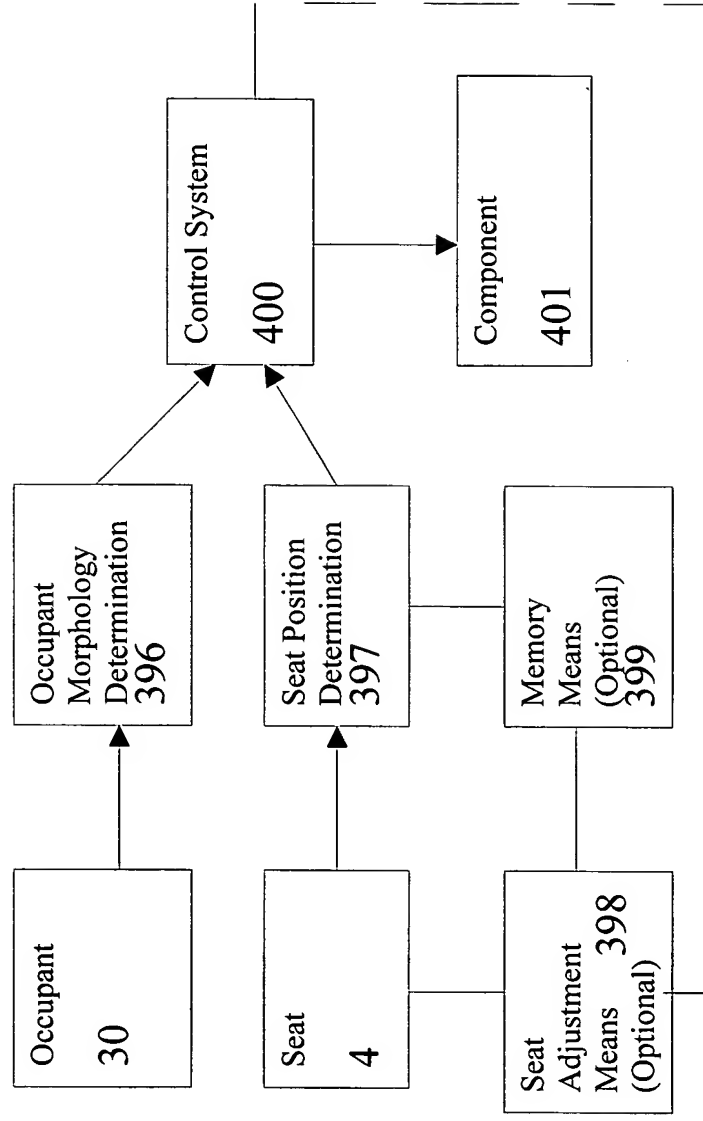 Occupant
30
Occupant
Morphology
Determination
396
Control System
400
Seat
4
Seat Position
Determination
397
Component
401
Seat
Adjustment
Means 398
(Optional)
Memory
Means
(Optional)
399